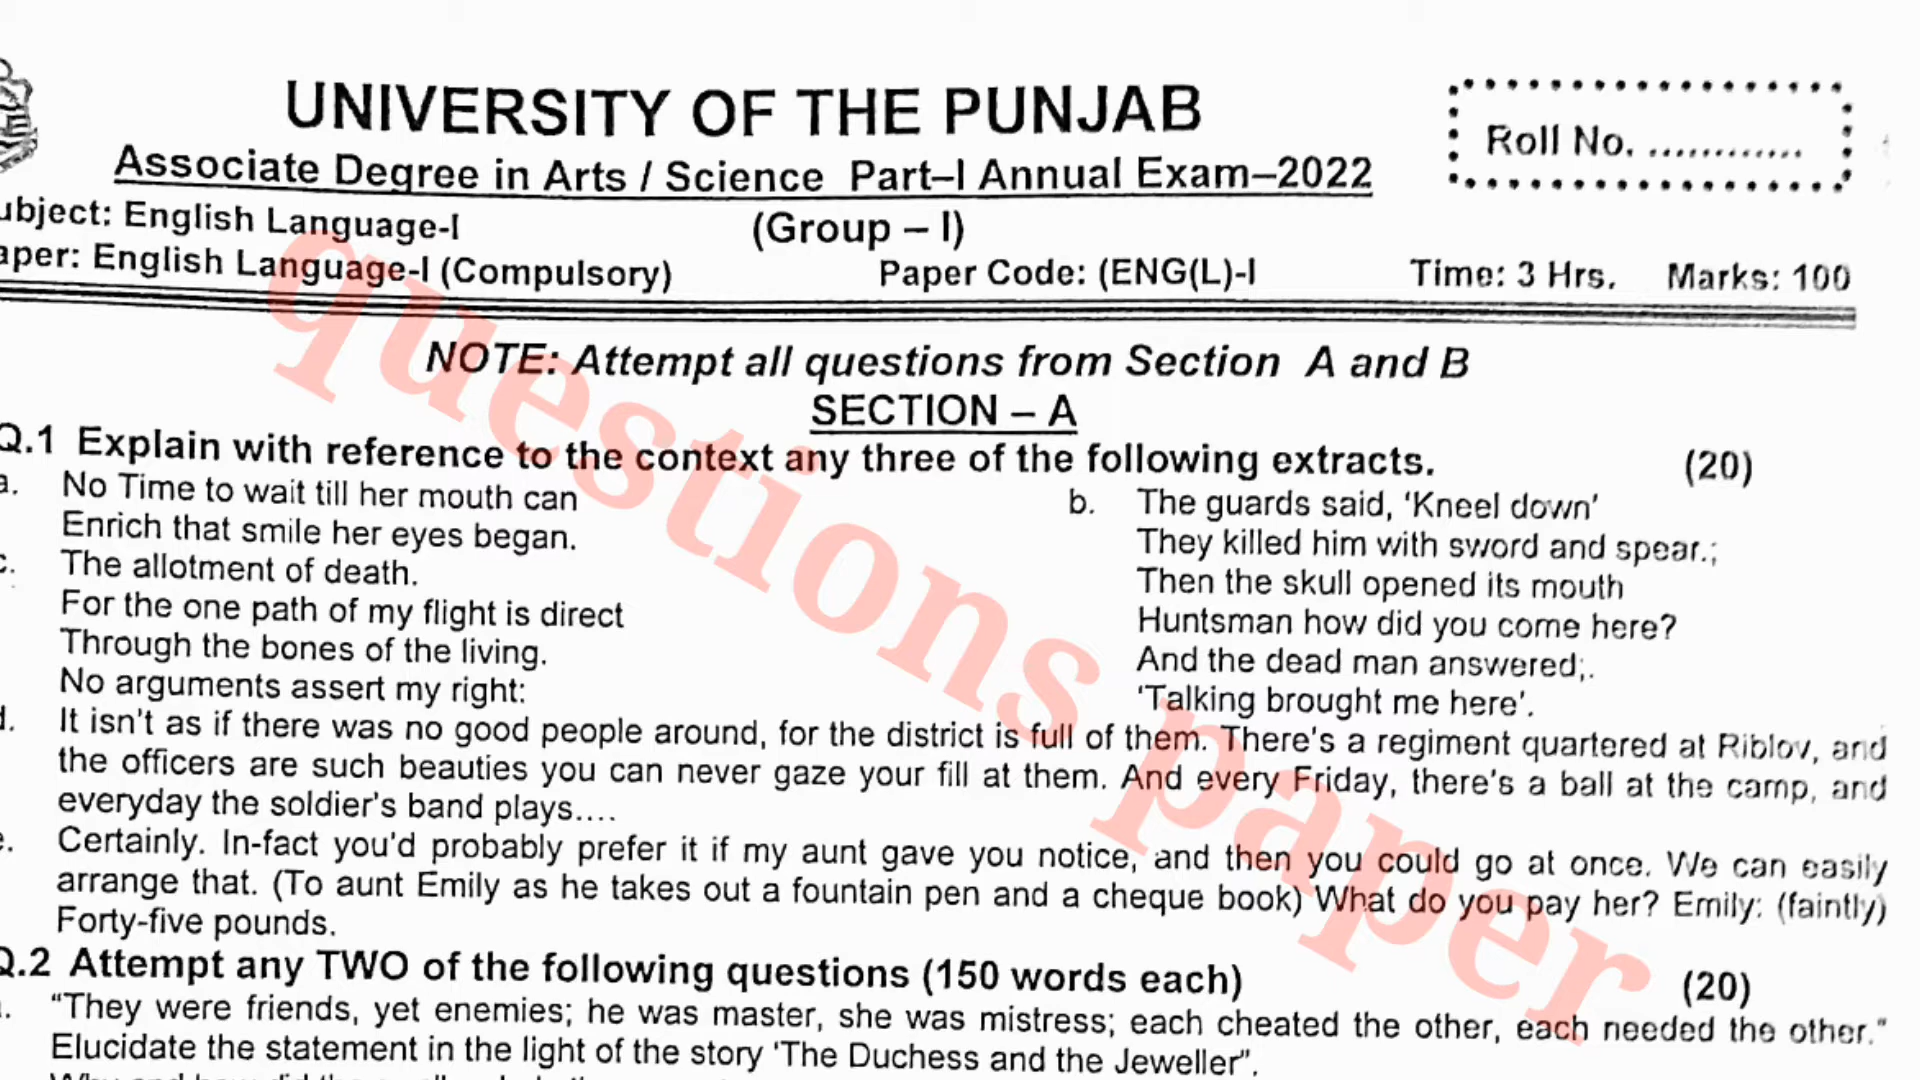 UNIVERSITY OF THE PUNJAB
Associate Degree in Arts / Science Part–I Annual Exam–2022
Roll No. ............
ubject: English Language-I
(Group – I)
aper: English Language-I (Compulsory)
Paper Code: (ENG(L)-I
Time: 3 Hrs. Marks: 100
NOTE: Attempt all questions from Section A and B
SECTION – A
Q.1 Explain with reference to the context any three of the following extracts. (20)
a. No Time to wait till her mouth can
Enrich that smile her eyes began.
c. The allotment of death.
For the one path of my flight is direct
Through the bones of the living.
No arguments assert my right:
b. The guards said, ‘Kneel down’
They killed him with sword and spear.;
Then the skull opened its mouth
Huntsman how did you come here?
And the dead man answered;.
‘Talking brought me here’.
d. It isn't as if there was no good people around, for the district is full of them. There's a regiment quartered at Riblov, and
the officers are such beauties you can never gaze your fill at them. And every Friday, there's a ball at the camp, and
everyday the soldier's band plays....
e. Certainly. In-fact you'd probably prefer it if my aunt gave you notice, and then you could go at once. We can easily
arrange that. (To aunt Emily as he takes out a fountain pen and a cheque book) What do you pay her? Emily: (faintly)
Forty-five pounds.
Q.2 Attempt any TWO of the following questions (150 words each) (20)
“They were friends, yet enemies; he was master, she was mistress; each cheated the other, each needed the other.”
Elucidate the statement in the light of the story ‘The Duchess and the Jeweller”.
questions paper